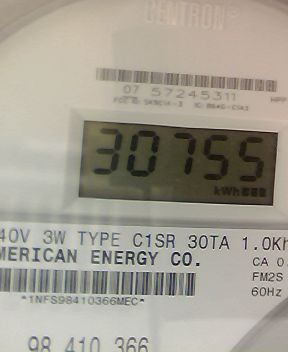 CENTRON®
07 57245311
30755
kWh
40V 3W TYPE C1SR 30TA 1.0Kh
MERICAN ENERGY CO.
CA 0.
FM2S
60Hz
*1NFS98410366MEC*
98 410 366